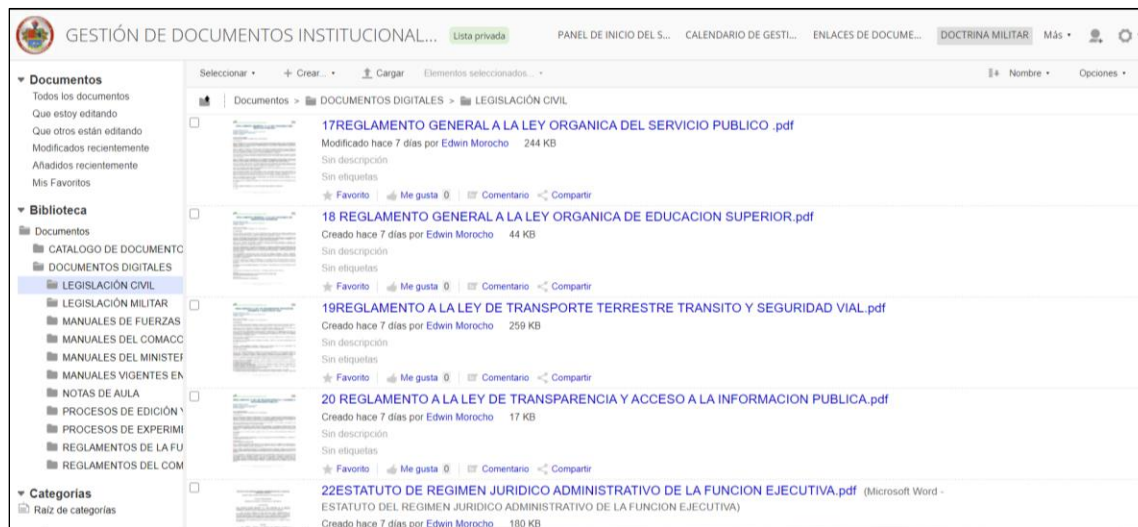 GESTIÓN DE DOCUMENTOS INSTITUCIONAL... Lista privada PANEL DE INICIO DEL S... CALENDARIO DE GESTI... ENLACES DE DOCUME... DOCTRINA MILITAR Más
Documentos
Todos los documentos
Que estoy editando
Que otros están editando
Modificados recientemente
Añadidos recientemente
Mis Favoritos
Biblioteca
Documentos
CATALOGO DE DOCUMENTO
DOCUMENTOS DIGITALES
LEGISLACIÓN CIVIL
LEGISLACIÓN MILITAR
MANUALES DE FUERZAS
MANUALES DEL COMACO
MANUALES DEL MINISTER
MANUALES VIGENTES EN
NOTAS DE AULA
PROCESOS DE EDICIÓN Y
PROCESOS DE EXPERIME
REGLAMENTOS DE LA FU
REGLAMENTOS DEL COM
Categorías
Raíz de categorías
Seleccionar + Crear... Cargar Elementos seleccionados... Nombre Opciones
Documentos > DOCUMENTOS DIGITALES > LEGISLACIÓN CIVIL
17REGLAMENTO GENERAL A LA LEY ORGANICA DEL SERVICIO PUBLICO .pdf
Modificado hace 7 días por Edwin Morocho 244 KB
Sin descripción
Sin etiquetas
Favorito Me gusta 0 Comentario Compartir
18 REGLAMENTO GENERAL A LA LEY ORGANICA DE EDUCACION SUPERIOR.pdf
Creado hace 7 días por Edwin Morocho 44 KB
Sin descripción
Sin etiquetas
Favorito Me gusta 0 Comentario Compartir
19REGLAMENTO A LA LEY DE TRANSPORTE TERRESTRE TRANSITO Y SEGURIDAD VIAL.pdf
Creado hace 7 días por Edwin Morocho 259 KB
Sin descripción
Sin etiquetas
Favorito Me gusta 0 Comentario Compartir
20 REGLAMENTO A LA LEY DE TRANSPARENCIA Y ACCESO A LA INFORMACION PUBLICA.pdf
Creado hace 7 días por Edwin Morocho 17 KB
Sin descripción
Sin etiquetas
Favorito Me gusta 0 Comentario Compartir
22ESTATUTO DE REGIMEN JURIDICO ADMINISTRATIVO DE LA FUNCION EJECUTIVA.pdf (Microsoft Word -
ESTATUTO DEL REGIMEN JURIDICO ADMINISTRATIVO DE LA FUNCION EJECUTIVA)
Creado hace 7 días por Edwin Morocho 180 KB